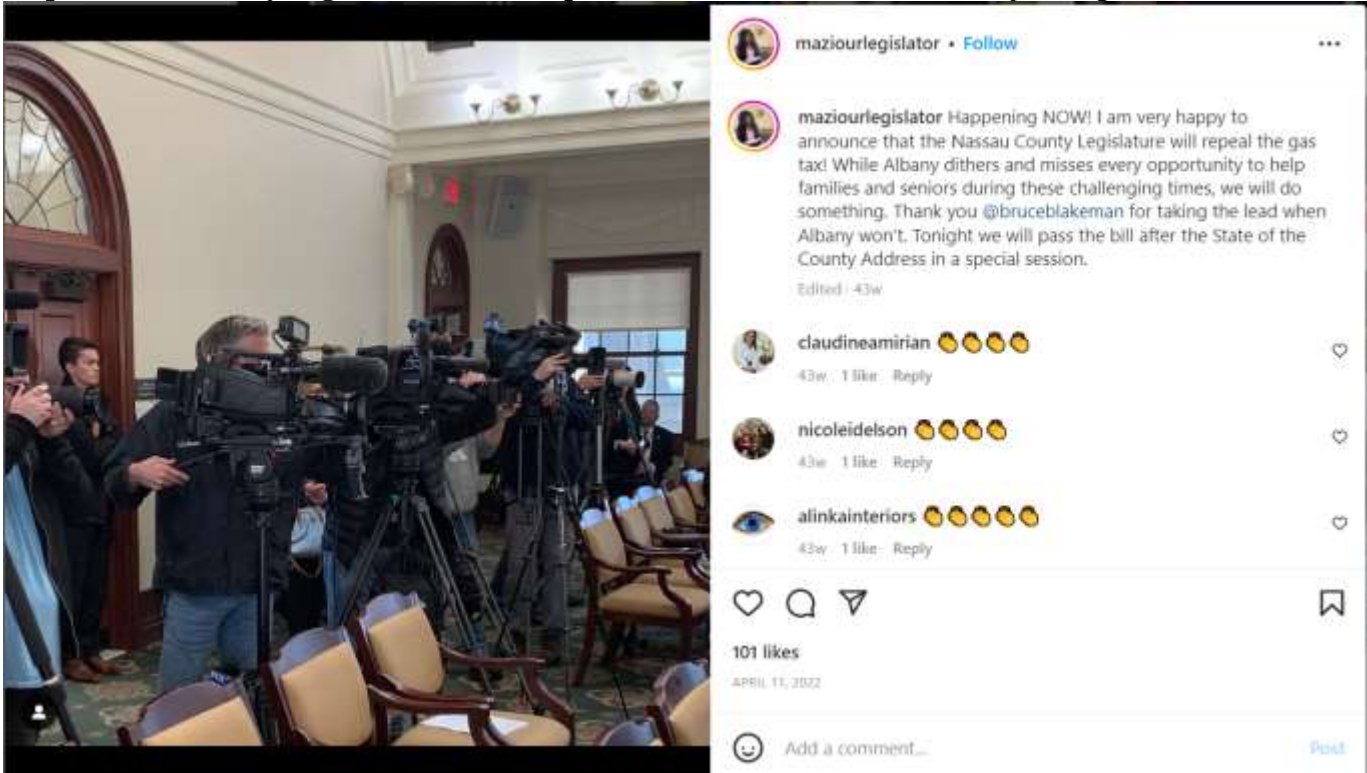 maziourlegislator • Follow
maziourlegislator Happening NOW! I am very happy to
announce that the Nassau County Legislature will repeal the gas
tax! While Albany dithers and misses every opportunity to help
families and seniors during these challenging times, we will do
something. Thank you @bruceblakeman for taking the lead when
Albany won't. Tonight we will pass the bill after the State of the
County Address in a special session.
Edited · 43w
claudineamirian 👏👏👏👏
43w 1 like Reply
nicoleidelson 👏👏👏👏
43w 1 like Reply
alinkainteriors 👏👏👏👏👏
43w 1 like Reply
101 likes
APRIL 11, 2022
Add a comment...
Post